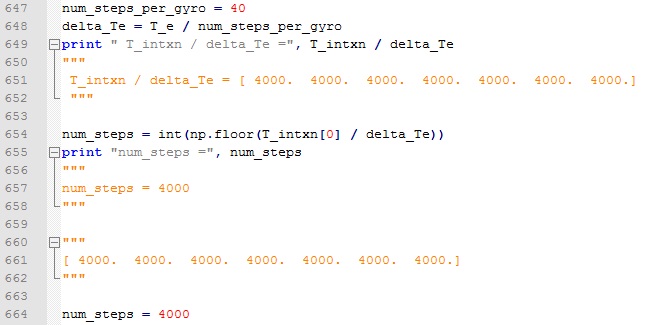 647 num_steps_per_gyro = 40
648 delta_Te = T_e / num_steps_per_gyro
649 print " T_intxn / delta_Te =", T_intxn / delta_Te
650 """
651  T_intxn / delta_Te = [ 4000.  4000.  4000.  4000.  4000.  4000.  4000.]
652  """
653
654 num_steps = int(np.floor(T_intxn[0] / delta_Te))
655 print "num_steps =", num_steps
656 """
657 num_steps = 4000
658 """
659
660 """
661 [ 4000.  4000.  4000.  4000.  4000.  4000.  4000.]
662 """
663
664 num_steps = 4000